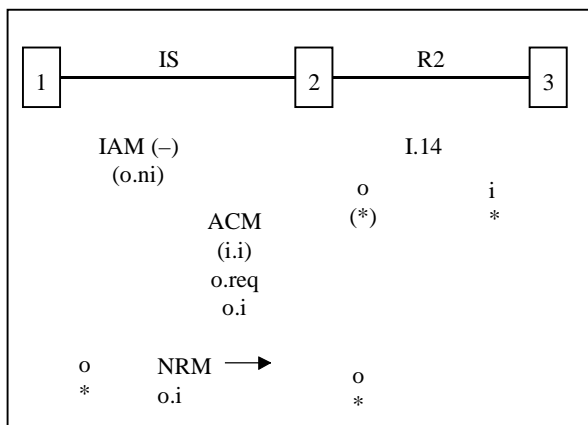 IS R2
1 2 3
IAM (–) I.14
(o.ni)
o i
(*) *
ACM
(i.i)
o.req
o.i
o NRM
* o.i
o
*